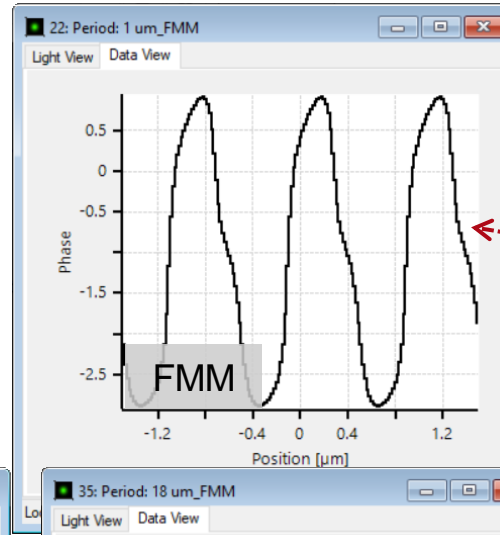 22: Period: 1 um_FMM
Light View Data View
0.5
0
-0.5
-1.5
-2.5
Phase
FMM
-1.2 -0.4 0 0.4 1.2
Position [µm]
35: Period: 18 um_FMM
Light View Data View